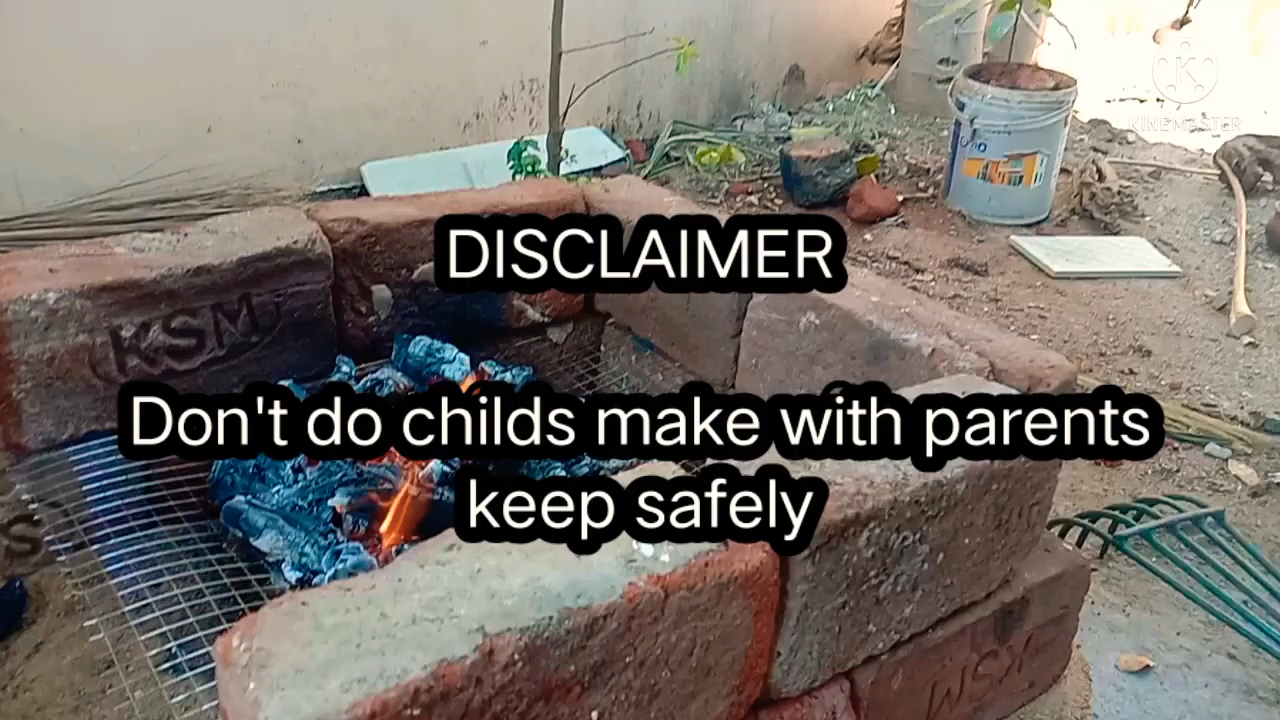 KINEMASTER
DISCLAIMER
KSM
Don't do childs make with parents
keep safely